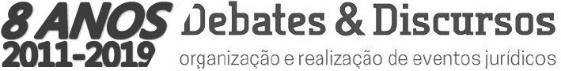 8 ANOS
2011-2019
Debates & Discursos
organização e realização de eventos jurídicos